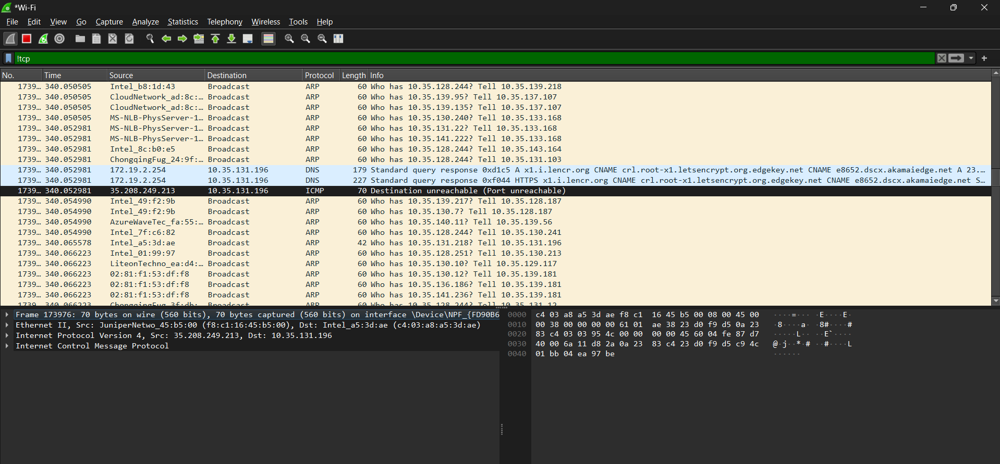 *Wi-Fi
File Edit View Go Capture Analyze Statistics Telephony Wireless Tools Help
!tcp
No. Time Source Destination Protocol Length Info
1739… 340.050505 Intel_b8:1d:43 Broadcast ARP 60 Who has 10.35.128.244? Tell 10.35.139.218
1739… 340.050505 CloudNetwork_ad:8c:… Broadcast ARP 60 Who has 10.35.139.95? Tell 10.35.137.107
1739… 340.050505 CloudNetwork_ad:8c:… Broadcast ARP 60 Who has 10.35.139.135? Tell 10.35.137.107
1739… 340.050505 MS-NLB-PhysServer-1… Broadcast ARP 60 Who has 10.35.130.240? Tell 10.35.133.168
1739… 340.052981 MS-NLB-PhysServer-1… Broadcast ARP 60 Who has 10.35.131.22? Tell 10.35.133.168
1739… 340.052981 MS-NLB-PhysServer-1… Broadcast ARP 60 Who has 10.35.141.222? Tell 10.35.133.168
1739… 340.052981 Intel_8c:b0:e5 Broadcast ARP 60 Who has 10.35.128.244? Tell 10.35.143.164
1739… 340.052981 ChongqingFug_24:9f:… Broadcast ARP 60 Who has 10.35.128.244? Tell 10.35.131.103
1739… 340.052981 172.19.2.254 10.35.131.196 DNS 179 Standard query response 0xd1c5 A x1.i.lencr.org CNAME crl.root-x1.letsencrypt.org.edgekey.net CNAME e8652.dscx.akamaiedge.net A 23.…
1739… 340.052981 172.19.2.254 10.35.131.196 DNS 227 Standard query response 0xf044 HTTPS x1.i.lencr.org CNAME crl.root-x1.letsencrypt.org.edgekey.net CNAME e8652.dscx.akamaiedge.net S…
1739… 340.052981 35.208.249.213 10.35.131.196 ICMP 70 Destination unreachable (Port unreachable)
1739… 340.054990 Intel_49:f2:9b Broadcast ARP 60 Who has 10.35.139.217? Tell 10.35.128.187
1739… 340.054990 Intel_49:f2:9b Broadcast ARP 60 Who has 10.35.130.7? Tell 10.35.128.187
1739… 340.054990 AzureWaveTec_fa:55:… Broadcast ARP 60 Who has 10.35.140.11? Tell 10.35.139.56
1739… 340.054990 Intel_7f:c6:82 Broadcast ARP 60 Who has 10.35.128.244? Tell 10.35.130.241
1739… 340.065578 Intel_a5:3d:ae Broadcast ARP 42 Who has 10.35.131.218? Tell 10.35.131.196
1739… 340.066223 Intel_01:99:97 Broadcast ARP 60 Who has 10.35.128.251? Tell 10.35.130.213
1739… 340.066223 LiteonTechno_ea:d4:… Broadcast ARP 60 Who has 10.35.130.10? Tell 10.35.129.117
1739… 340.066223 02:81:f1:53:df:f8 Broadcast ARP 60 Who has 10.35.130.12? Tell 10.35.139.181
1739… 340.066223 02:81:f1:53:df:f8 Broadcast ARP 60 Who has 10.35.136.186? Tell 10.35.139.181
1739… 340.066223 02:81:f1:53:df:f8 Broadcast ARP 60 Who has 10.35.141.236? Tell 10.35.139.181
1739… 340.066223 ChongqingFug_3f:db:… Broadcast ARP 60 Who has 10.35.128.244? Tell 10.35.131.12
Frame 173976: 70 bytes on wire (560 bits), 70 bytes captured (560 bits) on interface \Device\NPF_{FD90B6
Ethernet II, Src: JuniperNetwo_45:b5:00 (f8:c1:16:45:b5:00), Dst: Intel_a5:3d:ae (c4:03:a8:a5:3d:ae)
Internet Protocol Version 4, Src: 35.208.249.213, Dst: 10.35.131.196
Internet Control Message Protocol
0000 c4 03 a8 a5 3d ae f8 c1 16 45 b5 00 08 00 45 00 ····=··· ·E····E·
0010 00 38 00 00 00 00 61 01 ae 38 23 d0 f9 d5 0a 23 ·8····a· ·8#····#
0020 83 c4 03 03 95 4c 00 00 00 00 45 60 04 fe 87 d7 ·····L·· ··E`····
0030 40 00 6a 11 d8 2a 0a 23 83 c4 23 d0 f9 d5 c9 4c @·j··*·# ··#····L
0040 01 bb 04 ea 97 be ······